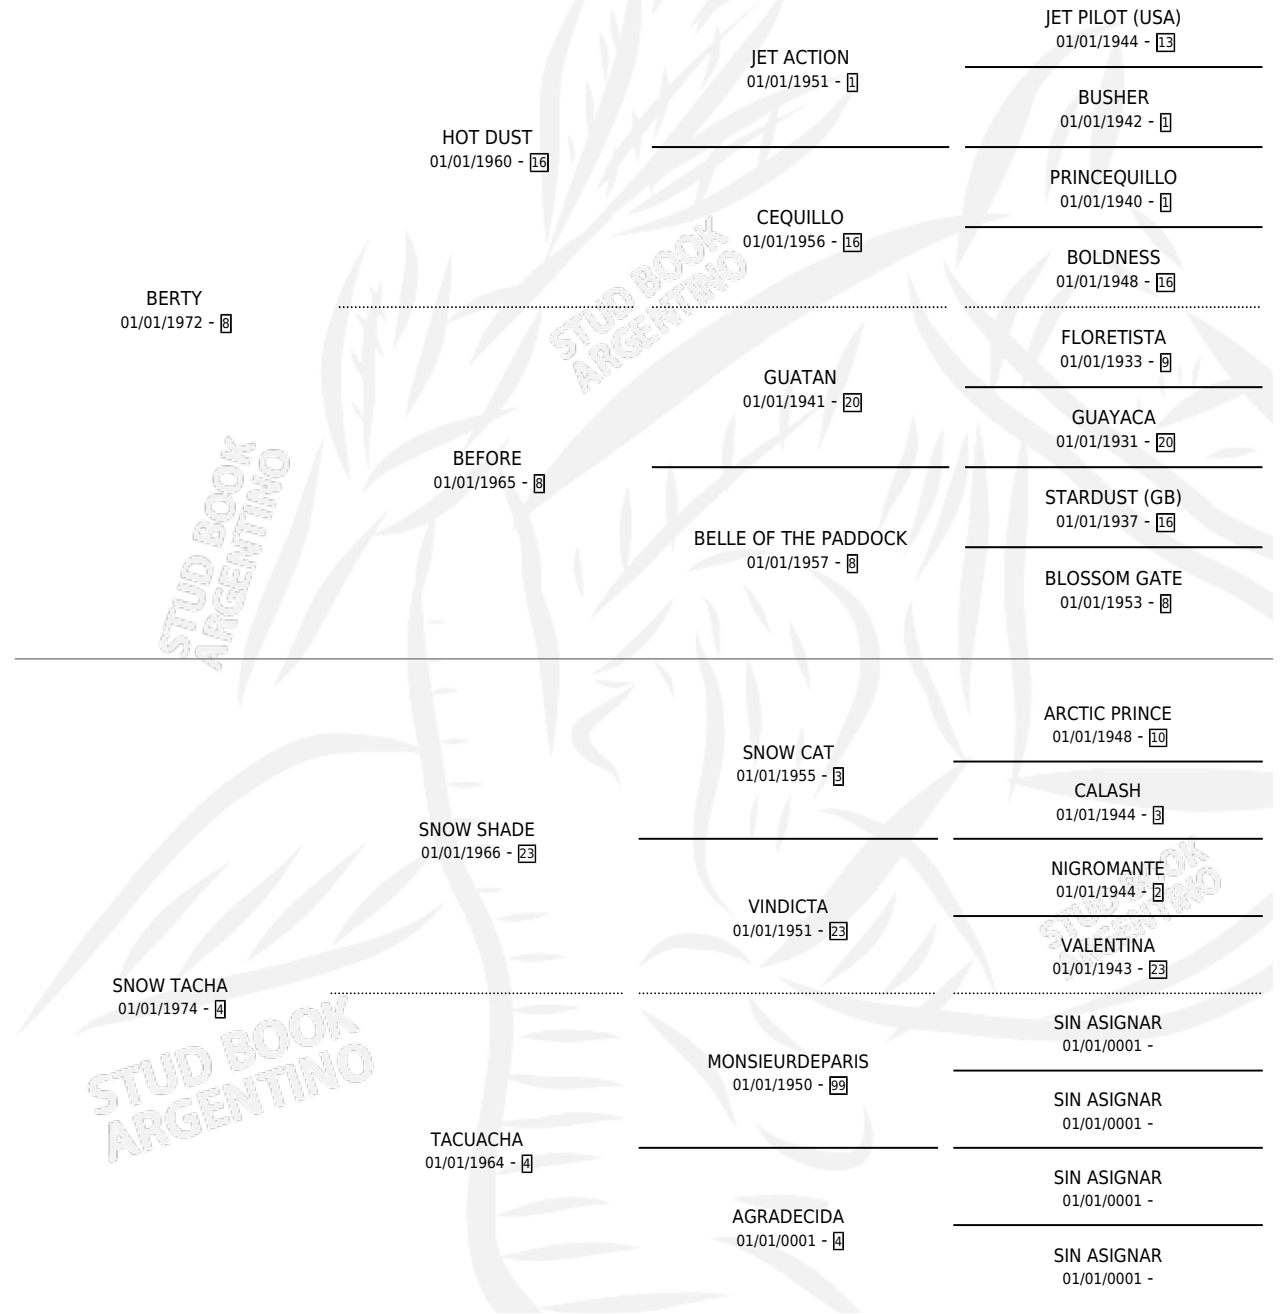 JET PILOT (USA)
01/01/1944 - 13
JET ACTION
01/01/1951 - 1
BUSHER
01/01/1942 - 1
HOT DUST
01/01/1960 - 16
PRINCEQUILLO
01/01/1940 - 1
CEQUILLO
01/01/1956 - 16
BOLDNESS
01/01/1948 - 16
BERTY
01/01/1972 - 8
FLORETISTA
01/01/1933 - 9
GUATAN
01/01/1941 - 20
GUAYACA
01/01/1931 - 20
BEFORE
01/01/1965 - 8
STARDUST (GB)
01/01/1937 - 16
BELLE OF THE PADDOCK
01/01/1957 - 8
BLOSSOM GATE
01/01/1953 - 8
STUD BOOK
ARGENTINO
STUD BOOK
ARGENTINO
ARCTIC PRINCE
01/01/1948 - 10
SNOW CAT
01/01/1955 - 3
CALASH
01/01/1944 - 3
SNOW SHADE
01/01/1966 - 23
NIGROMANTE
01/01/1944 - 2
VINDICTA
01/01/1951 - 23
VALENTINA
01/01/1943 - 23
STUD BOOK
ARGENTINO
SNOW TACHA
01/01/1974 - 4
SIN ASIGNAR
01/01/0001 -
MONSIEURDEPARIS
01/01/1950 - 99
SIN ASIGNAR
01/01/0001 -
STUD BOOK
ARGENTINO
TACUACHA
01/01/1964 - 4
SIN ASIGNAR
01/01/0001 -
AGRADECIDA
01/01/0001 - 4
SIN ASIGNAR
01/01/0001 -